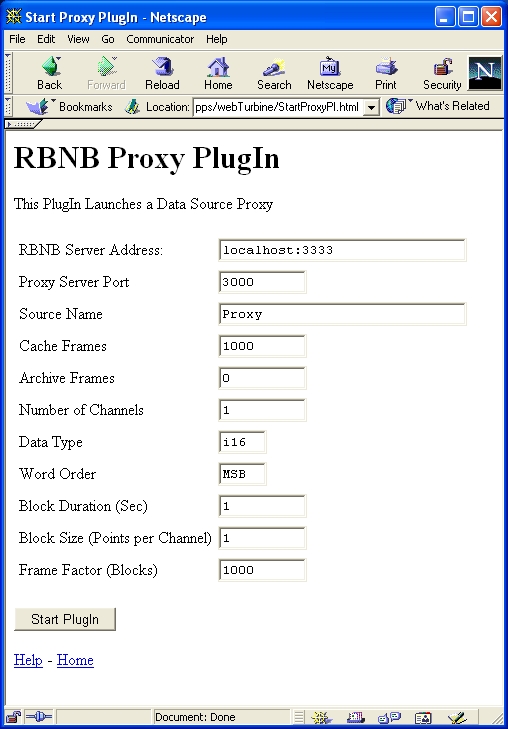 Start Proxy PlugIn - Netscape
File Edit View Go Communicator Help
Back Forward Reload Home Search Netscape Print Security
My
N
Bookmarks Location: pps/webTurbine/StartProxyPI.html What's Related
RBNB Proxy PlugIn
This PlugIn Launches a Data Source Proxy
RBNB Server Address: localhost:3333
Proxy Server Port 3000
Source Name Proxy
Cache Frames 1000
Archive Frames 0
Number of Channels 1
Data Type i16
Word Order MSB
Block Duration (Sec) 1
Block Size (Points per Channel) 1
Frame Factor (Blocks) 1000
Start PlugIn
Help - Home
Document: Done